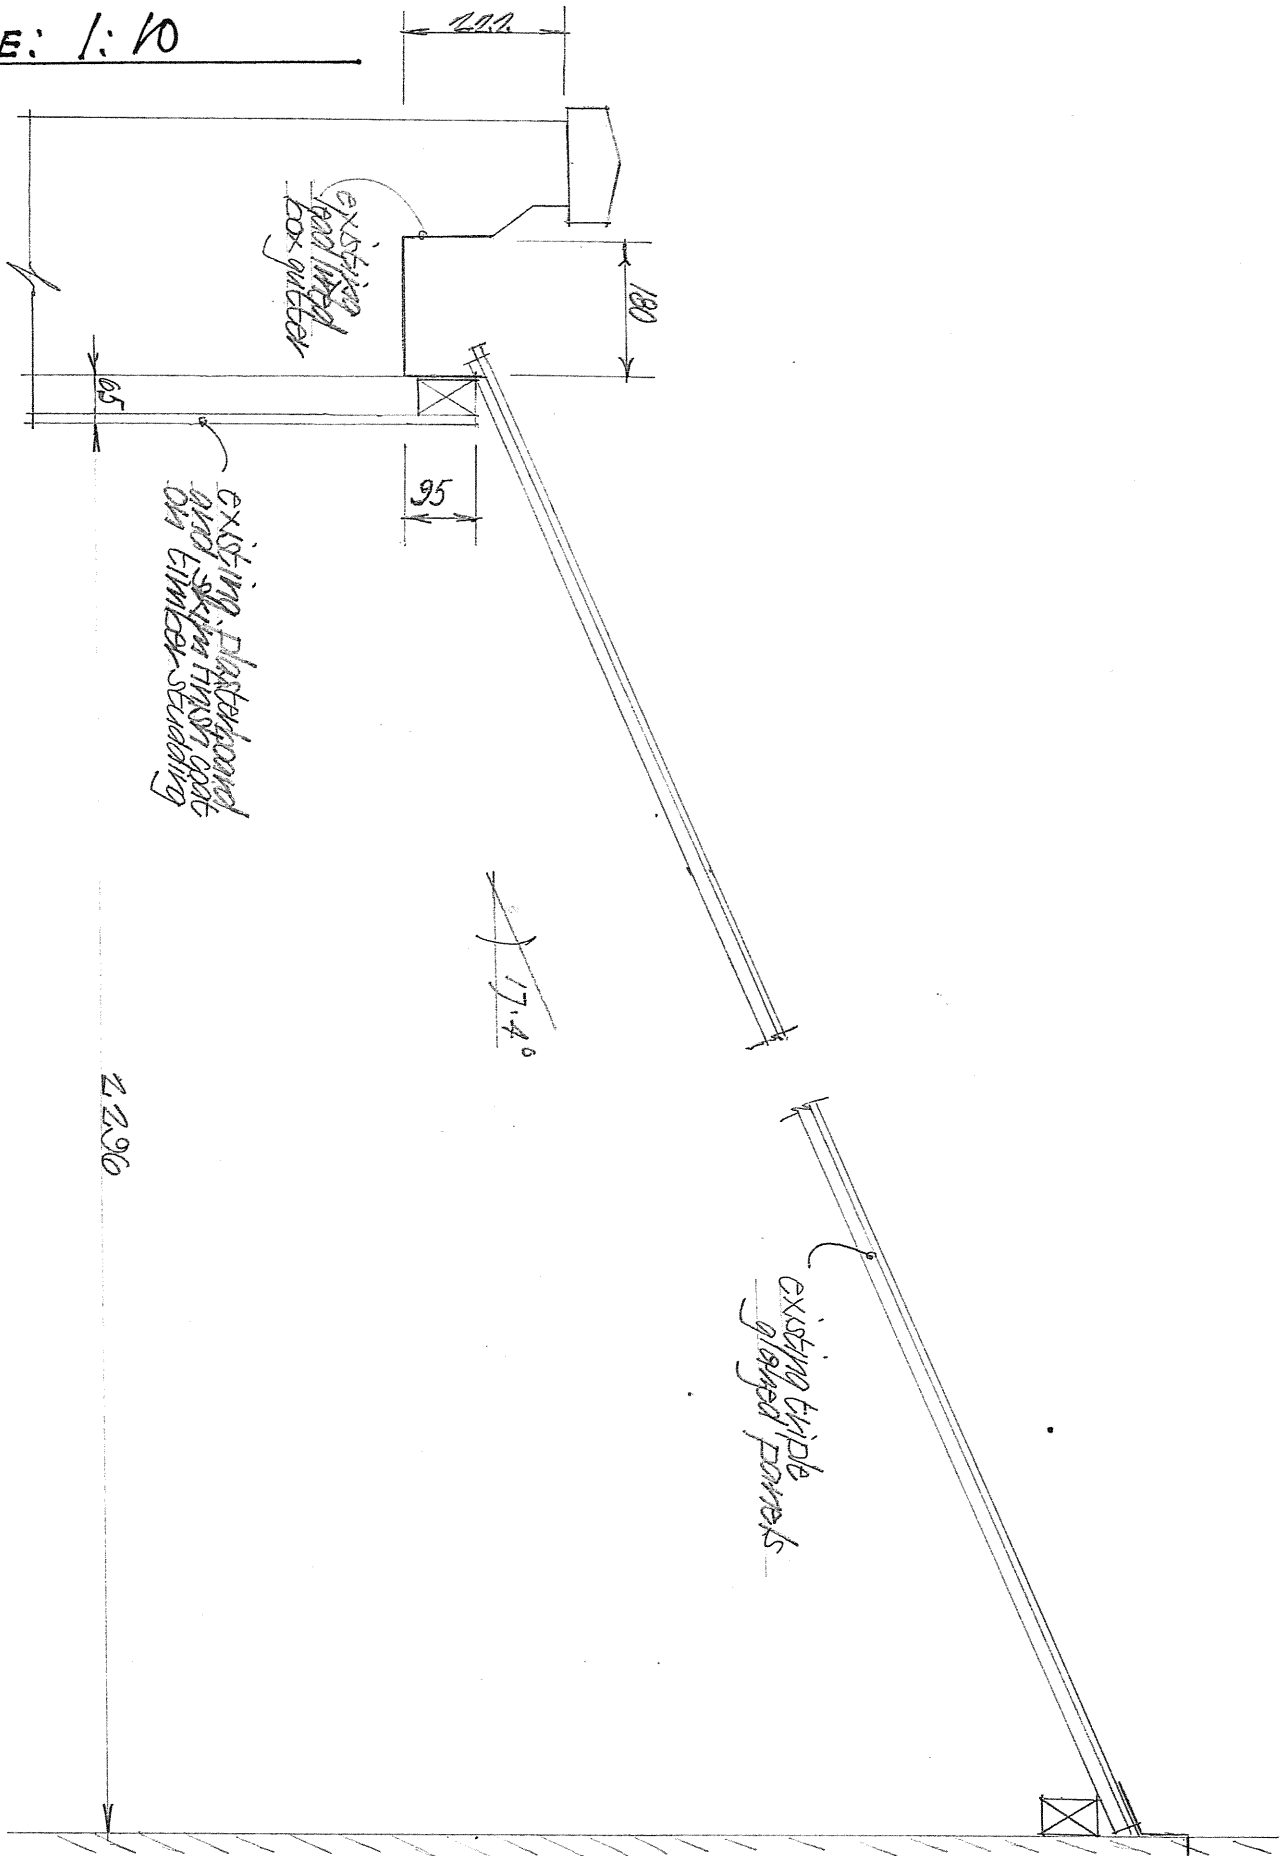 E: 1:10
222
existing
lead lined
box gutter
180
65
95
existing plasterboard
and skim finish coat
on timber studding
17.4°
2296
existing triple
glazed pannels